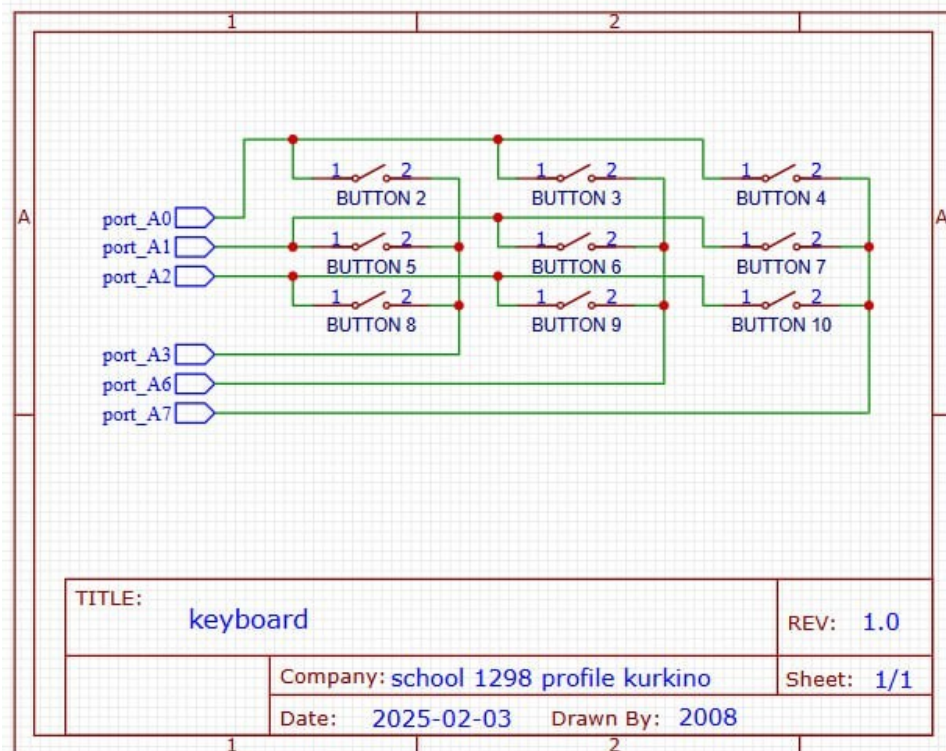 1 2
1 2 1 2 1 2
BUTTON 2 BUTTON 3 BUTTON 4
A port_A0 A
port_A1 1 2 1 2 1 2
BUTTON 5 BUTTON 6 BUTTON 7
port_A2
1 2 1 2 1 2
BUTTON 8 BUTTON 9 BUTTON 10
port_A3
port_A6
port_A7
TITLE:
keyboard
REV: 1.0
Company: school 1298 profile kurkino
Sheet: 1/1
Date: 2025-02-03 Drawn By: 2008
1 2